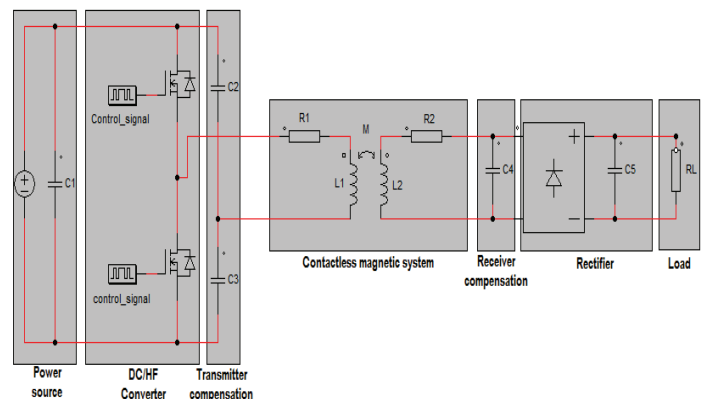 C1
Control_signal
control_signal
C2
C3
R1
M
R2
L1
L2
C4
C5
RL
Power
source
DC/HF
Converter
Transmitter
compensation
Contactless magnetic system
Receiver
compensation
Rectifier
Load